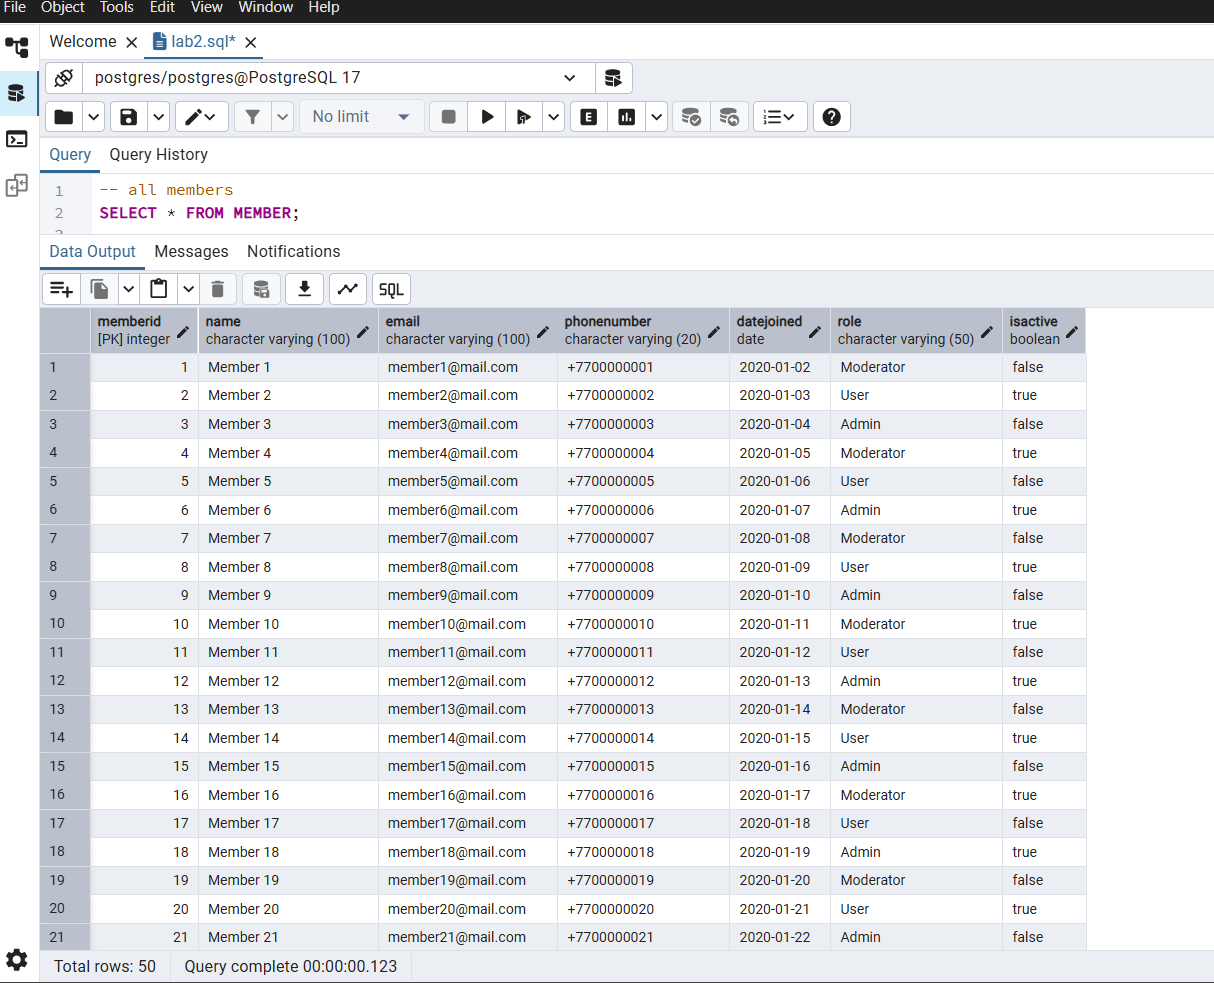 File Object Tools Edit View Window Help
Welcome lab2.sql*
postgres/postgres@PostgreSQL 17
No limit E
Query Query History
1 -- all members
2 SELECT * FROM MEMBER;
Data Output Messages Notifications
SQL
memberid name email phonenumber datejoined role isactive
[PK] integer character varying (100) character varying (100) character varying (20) date character varying (50) boolean
1 1 Member 1 member1@mail.com +7700000001 2020-01-02 Moderator false
2 2 Member 2 member2@mail.com +7700000002 2020-01-03 User true
3 3 Member 3 member3@mail.com +7700000003 2020-01-04 Admin false
4 4 Member 4 member4@mail.com +7700000004 2020-01-05 Moderator true
5 5 Member 5 member5@mail.com +7700000005 2020-01-06 User false
6 6 Member 6 member6@mail.com +7700000006 2020-01-07 Admin true
7 7 Member 7 member7@mail.com +7700000007 2020-01-08 Moderator false
8 8 Member 8 member8@mail.com +7700000008 2020-01-09 User true
9 9 Member 9 member9@mail.com +7700000009 2020-01-10 Admin false
10 10 Member 10 member10@mail.com +7700000010 2020-01-11 Moderator true
11 11 Member 11 member11@mail.com +7700000011 2020-01-12 User false
12 12 Member 12 member12@mail.com +7700000012 2020-01-13 Admin true
13 13 Member 13 member13@mail.com +7700000013 2020-01-14 Moderator false
14 14 Member 14 member14@mail.com +7700000014 2020-01-15 User true
15 15 Member 15 member15@mail.com +7700000015 2020-01-16 Admin false
16 16 Member 16 member16@mail.com +7700000016 2020-01-17 Moderator true
17 17 Member 17 member17@mail.com +7700000017 2020-01-18 User false
18 18 Member 18 member18@mail.com +7700000018 2020-01-19 Admin true
19 19 Member 19 member19@mail.com +7700000019 2020-01-20 Moderator false
20 20 Member 20 member20@mail.com +7700000020 2020-01-21 User true
21 21 Member 21 member21@mail.com +7700000021 2020-01-22 Admin false
Total rows: 50 Query complete 00:00:00.123